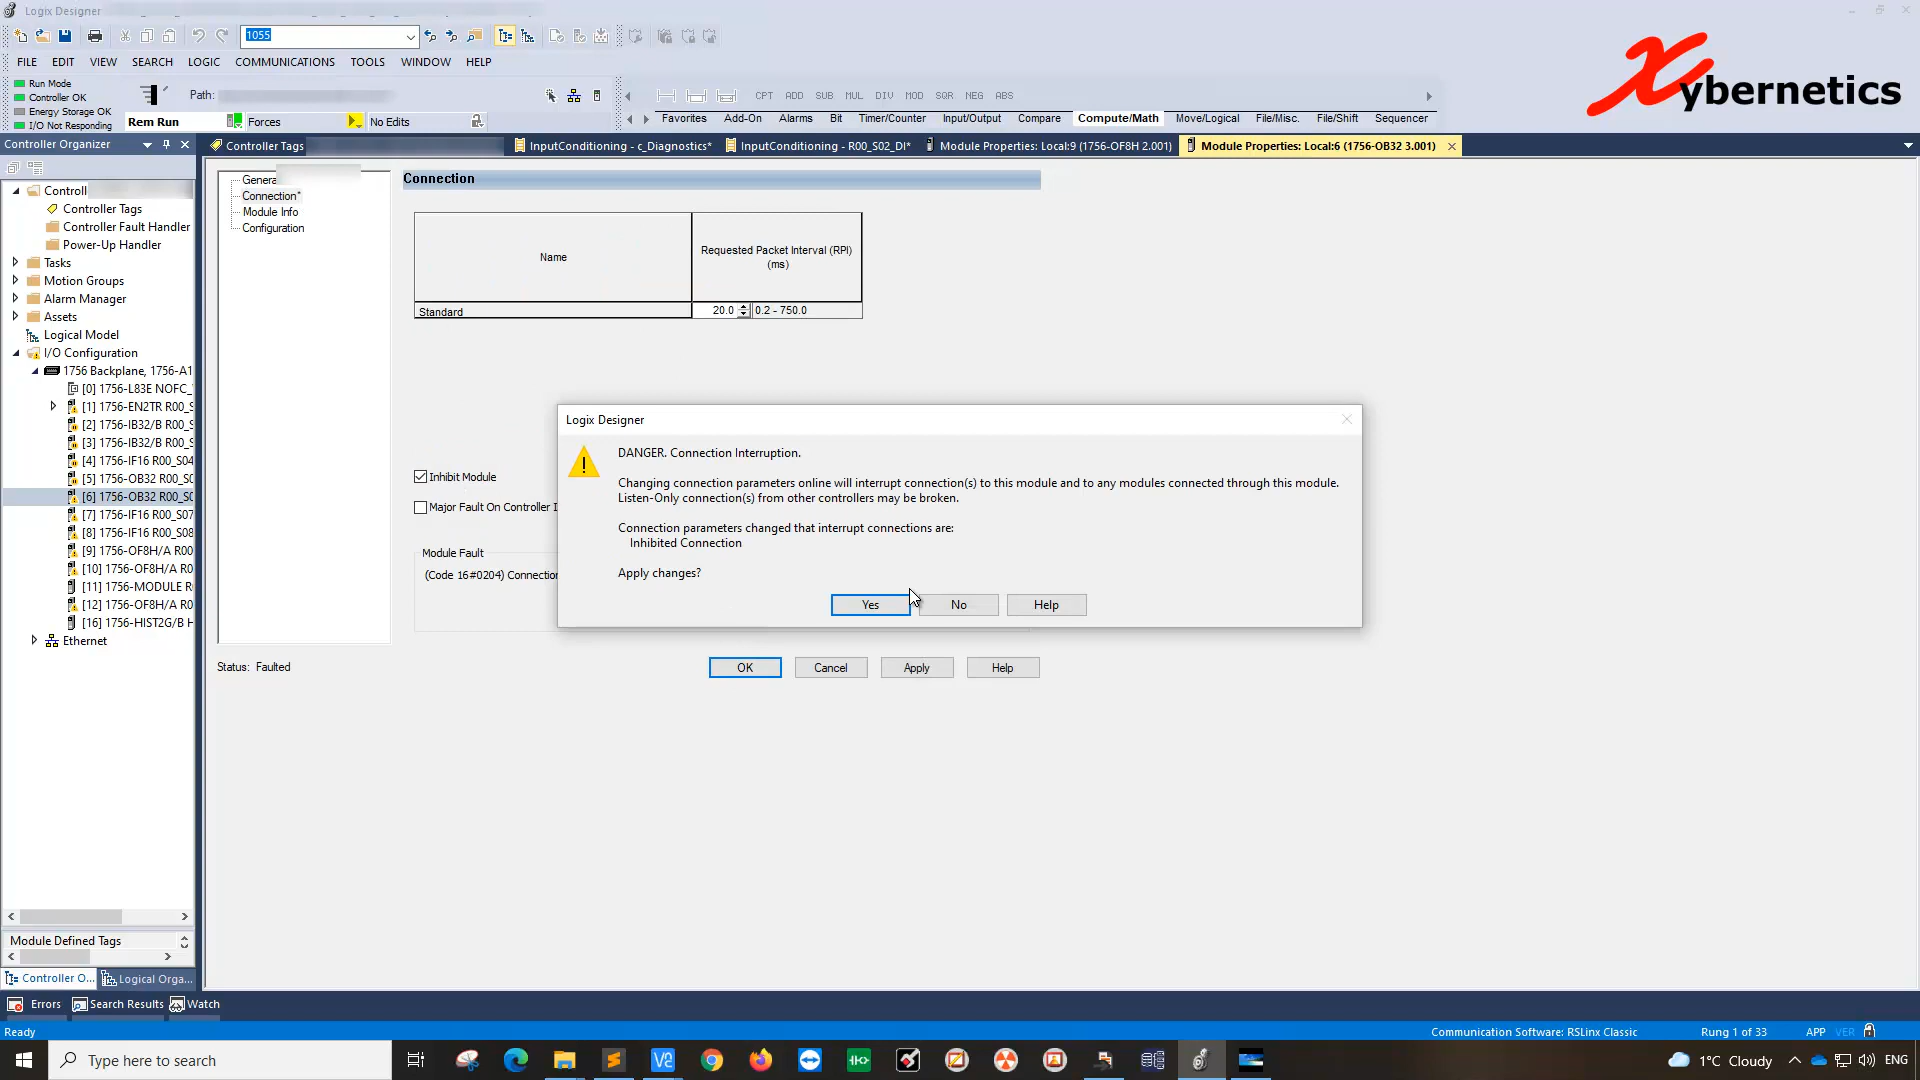 Logix Designer
1055
FILE EDIT VIEW SEARCH LOGIC COMMUNICATIONS TOOLS WINDOW HELP
Xybernetics
Run Mode
Controller OK
Energy Storage OK
I/O Not Responding
Path:
Rem Run Forces No Edits
CPT ADD SUB MUL DIV MOD SQR NEG ABS
Favorites Add-On Alarms Bit Timer/Counter Input/Output Compare Compute/Math Move/Logical File/Misc. File/Shift Sequencer
Controller Organizer
Controller Tags
InputConditioning - c_Diagnostics*
InputConditioning - R00_S02_DI*
Module Properties: Local:9 (1756-OF8H 2.001)
Module Properties: Local:6 (1756-OB32 3.001)
Controll
Controller Tags
Controller Fault Handler
Power-Up Handler
Tasks
Motion Groups
Alarm Manager
Assets
Logical Model
I/O Configuration
1756 Backplane, 1756-A1
[0] 1756-L83E NOFC_
[1] 1756-EN2TR R00_S
[2] 1756-IB32/B R00_S
[3] 1756-IB32/B R00_S
[4] 1756-IF16 R00_S04
[5] 1756-OB32 R00_S0
[6] 1756-OB32 R00_S0
[7] 1756-IF16 R00_S07
[8] 1756-IF16 R00_S08
[9] 1756-OF8H/A R00
[10] 1756-OF8H/A R0
[11] 1756-MODULE R0
[12] 1756-OF8H/A R0
[16] 1756-HIST2G/B H
Ethernet
Module Defined Tags
Controller O...
Logical Orga...
Genera
Connection*
Module Info
Configuration
Connection
Name
Requested Packet Interval (RPI)
(ms)
Standard 20.0 0.2 - 750.0
Inhibit Module
Major Fault On Controller I
Module Fault
(Code 16#0204) Connection
Logix Designer
DANGER. Connection Interruption.
Changing connection parameters online will interrupt connection(s) to this module and to any modules connected through this module.
Listen-Only connection(s) from other controllers may be broken.
Connection parameters changed that interrupt connections are:
Inhibited Connection
Apply changes?
Yes No Help
Status: Faulted
OK Cancel Apply Help
Errors Search Results Watch
Ready
Communication Software: RSLinx Classic Rung 1 of 33 APP VER
Type here to search
1°C Cloudy
ENG